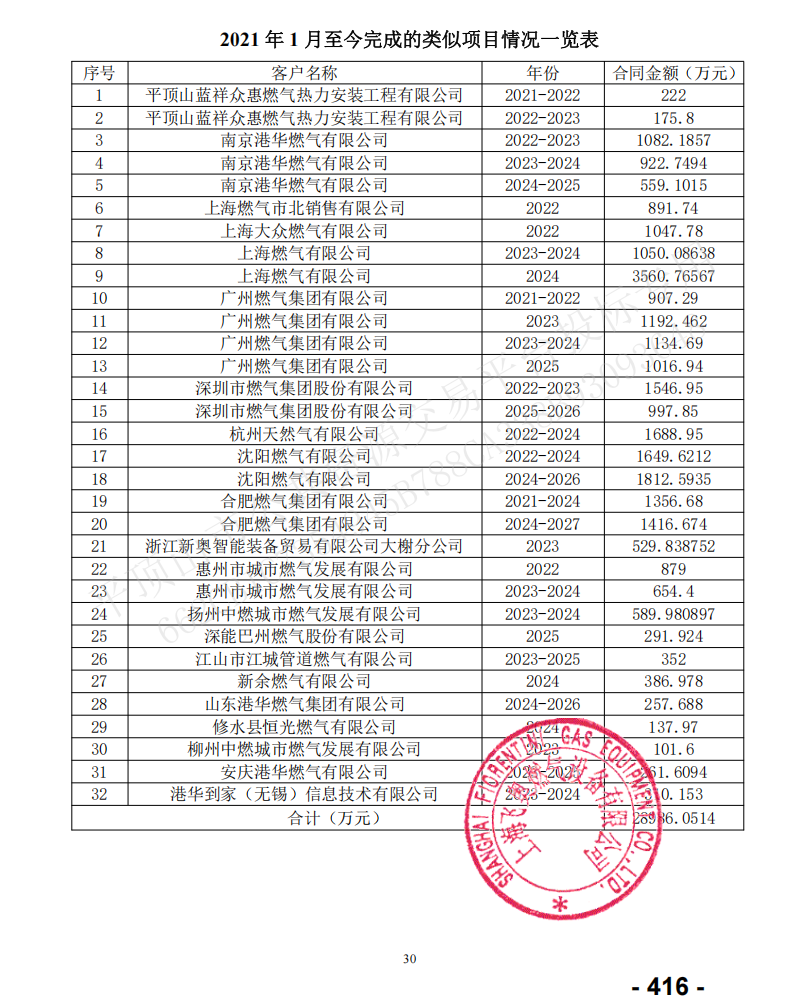 2021 年 1 月至今完成的类似项目情况一览表
序号 客户名称 年份 合同金额（万元）
1 平顶山蓝祥众惠燃气热力安装工程有限公司 2021-2022 222
2 平顶山蓝祥众惠燃气热力安装工程有限公司 2022-2023 175.8
3 南京港华燃气有限公司 2022-2023 1082.1857
4 南京港华燃气有限公司 2023-2024 922.7494
5 南京港华燃气有限公司 2024-2025 559.1015
6 上海燃气市北销售有限公司 2022 891.74
7 上海大众燃气有限公司 2022 1047.78
8 上海燃气有限公司 2023-2024 1050.08638
9 上海燃气有限公司 2024 3560.76567
10 广州燃气集团有限公司 2021-2022 907.29
11 广州燃气集团有限公司 2023 1192.462
12 广州燃气集团有限公司 2023-2024 1134.69
13 广州燃气集团有限公司 2025 1016.94
14 深圳市燃气集团股份有限公司 2022-2023 1546.95
15 深圳市燃气集团股份有限公司 2025-2026 997.85
16 杭州天然气有限公司 2022-2024 1688.95
17 沈阳燃气有限公司 2022-2024 1649.6212
18 沈阳燃气有限公司 2024-2026 1812.5935
19 合肥燃气集团有限公司 2021-2024 1356.68
20 合肥燃气集团有限公司 2024-2027 1416.674
21 浙江新奥智能装备贸易有限公司大榭分公司 2023 529.838752
22 惠州市城市燃气发展有限公司 2022 879
23 惠州市城市燃气发展有限公司 2023-2024 654.4
24 扬州中燃城市燃气发展有限公司 2023-2024 589.980897
25 深能巴州燃气股份有限公司 2025 291.924
26 江山市江城管道燃气有限公司 2023-2025 352
27 新余燃气有限公司 2024 386.978
28 山东港华燃气集团有限公司 2024-2026 257.688
29 修水县恒光燃气有限公司 2024 137.97
30 柳州中燃城市燃气发展有限公司 2023 101.6
31 安庆港华燃气有限公司
32 港华到家（无锡）信息技术有限公司 2023-2024
合计（万元）
SHANGHAI FIORENTINI GAS EQUIPMENT CO., LTD.
上海飞奥燃气设备有限公司
30
- 416 -